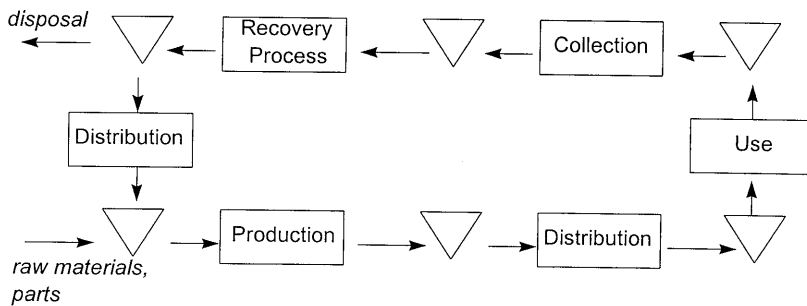 disposal
Recovery
Process
Collection
Distribution
Use
Production
Distribution
raw materials,
parts